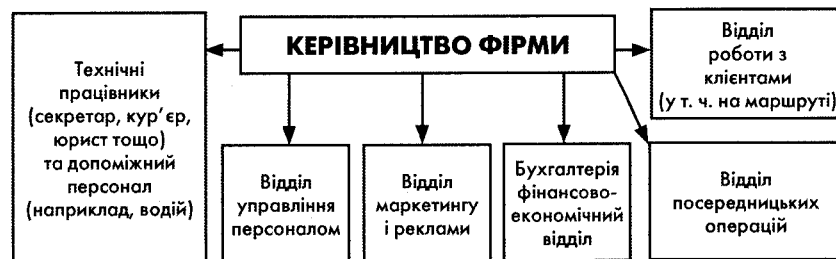 КЕРІВНИЦТВО ФІРМИ
Технічні
працівники
(секретар, кур’єр,
юрист тощо)
та допоміжний
персонал
(наприклад, водій)
Відділ
управління
персоналом
Відділ
маркетингу
і реклами
Бухгалтерія
фінансово-
економічний
відділ
Відділ
роботи з
клієнтами
(у т. ч. на маршруті)
Відділ
посередницьких
операцій